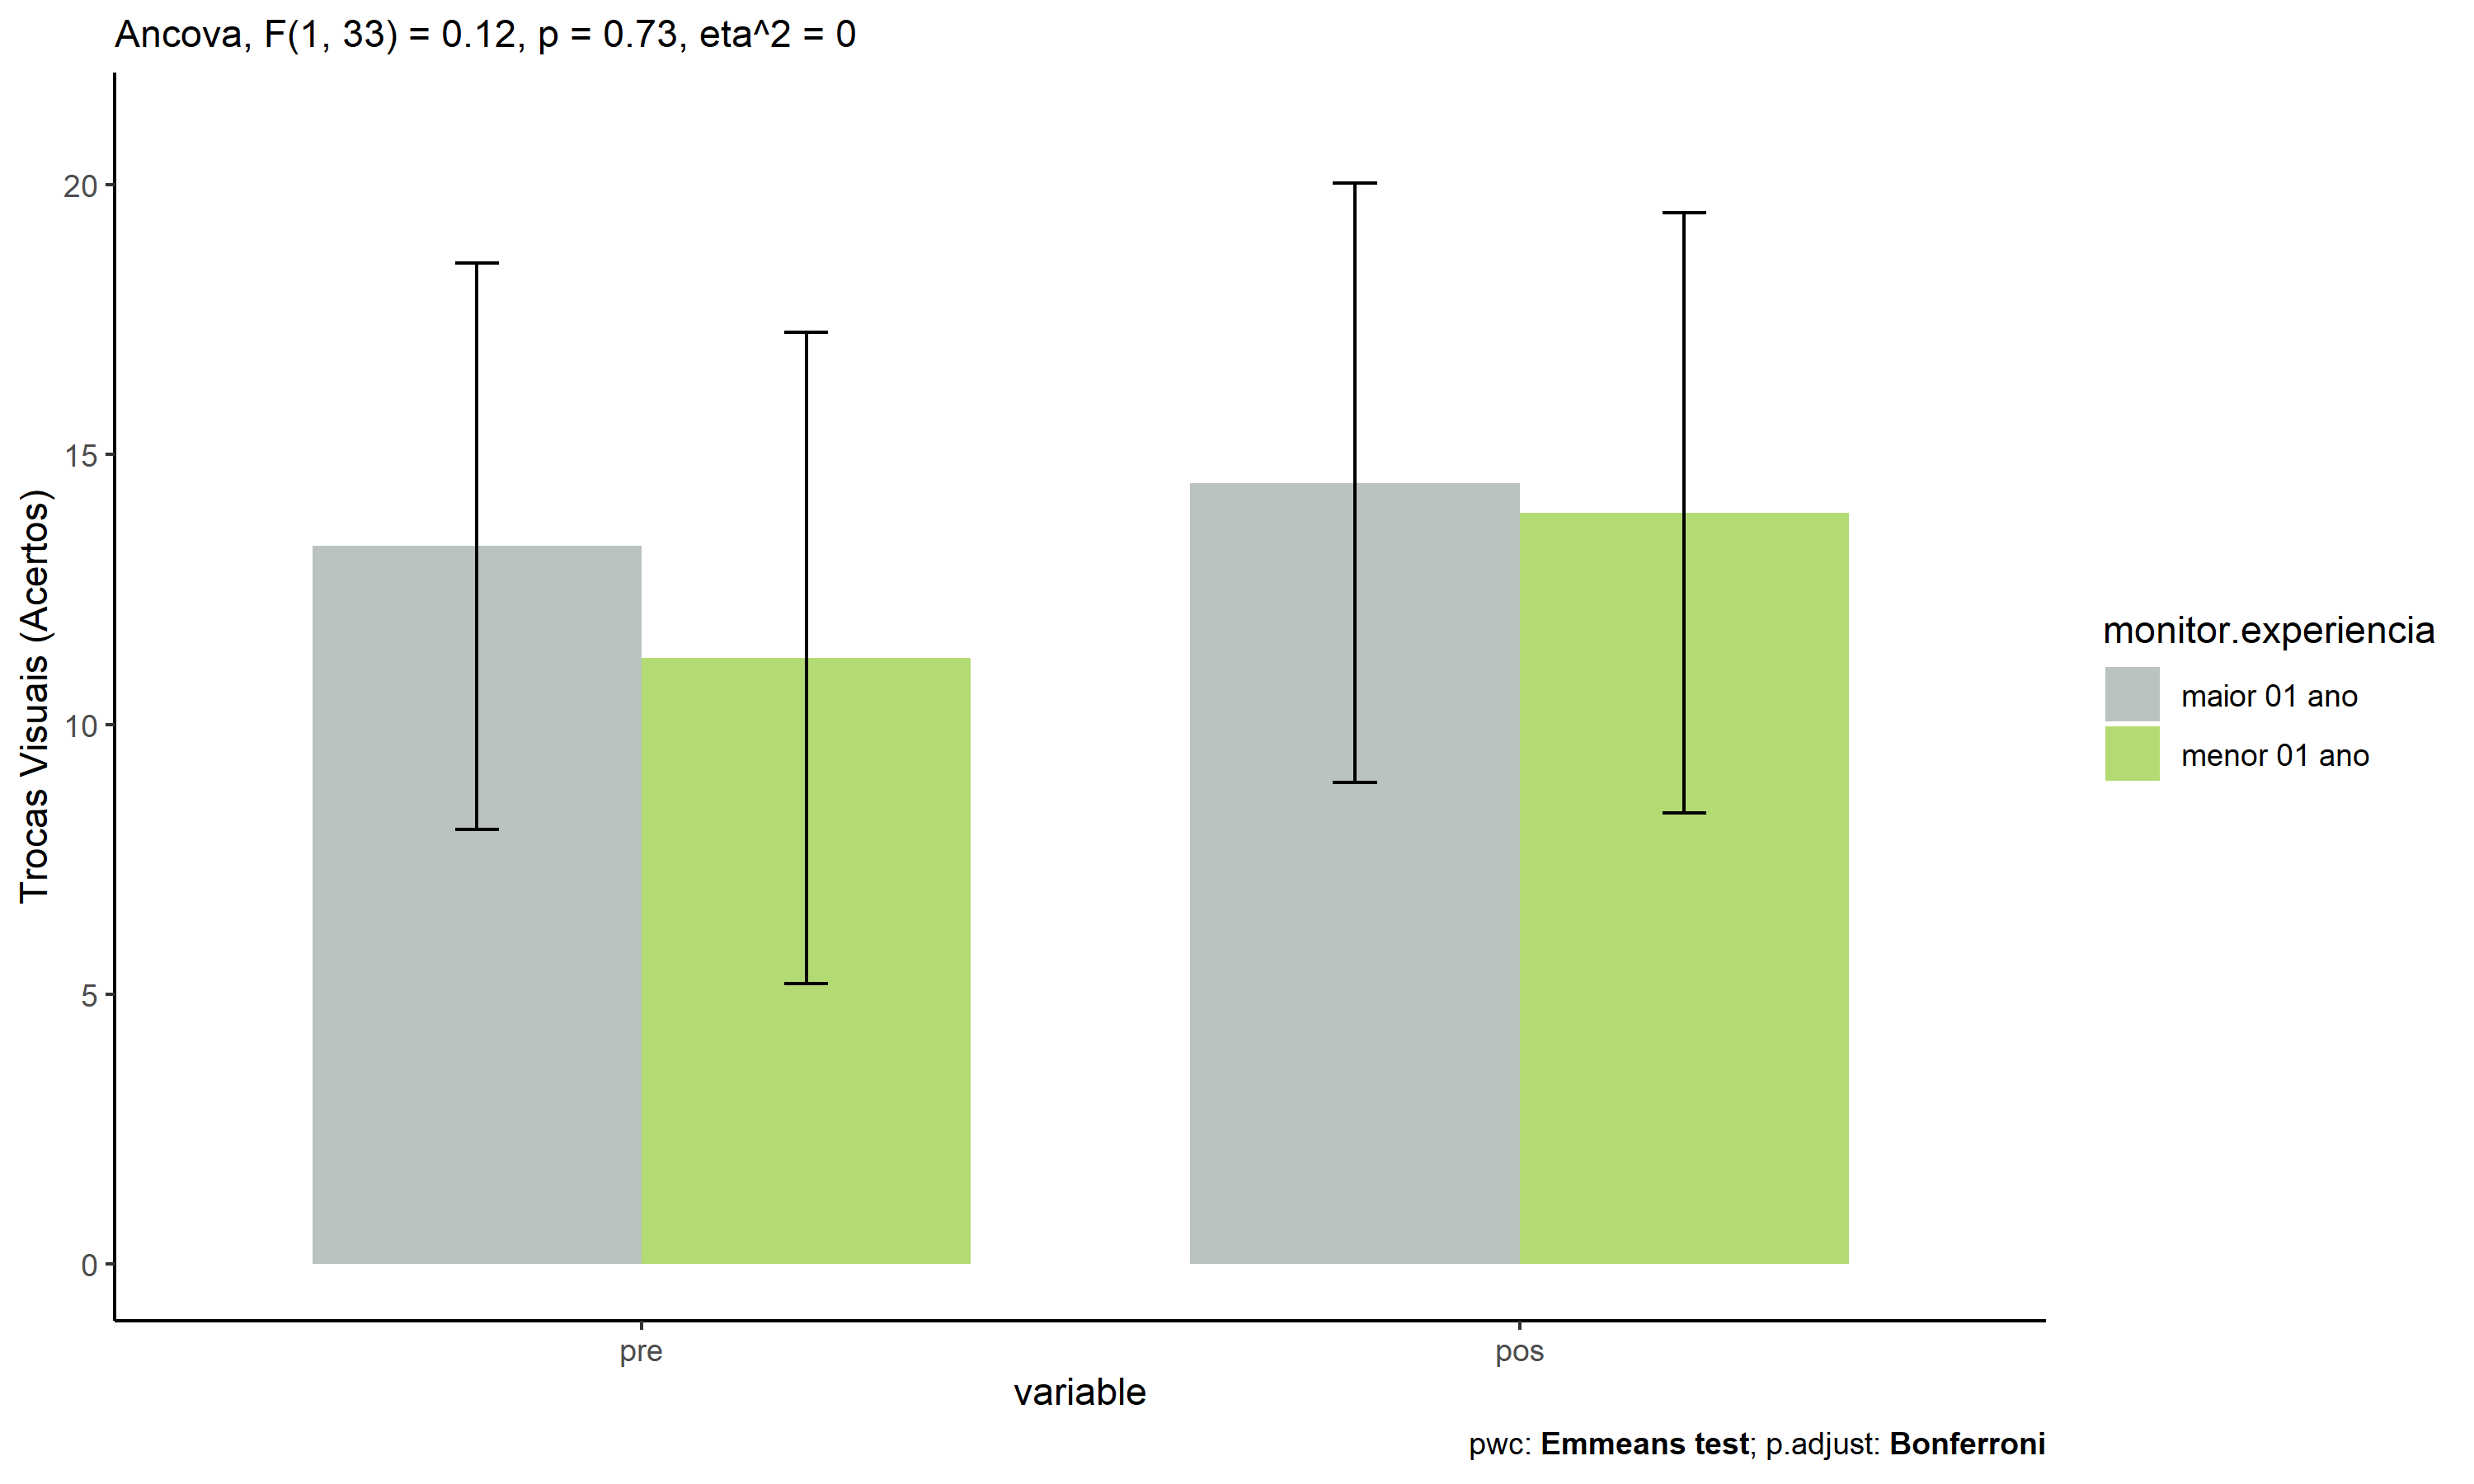 Ancova, F(1, 33) = 0.12, p = 0.73, eta^2 = 0
Trocas Visuais (Acertos)
20
15
10
5
0
pre
pos
variable
monitor.experiencia
maior 01 ano
menor 01 ano
pwc: Emmeans test; p.adjust: Bonferroni